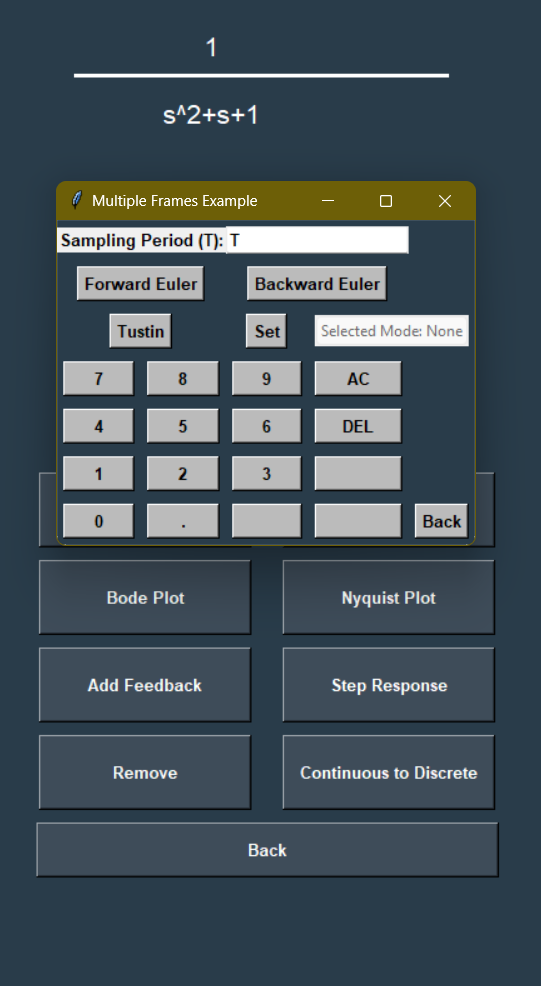 1
s^2+s+1
Multiple Frames Example
Sampling Period (T): T
Forward Euler Backward Euler
Tustin Set Selected Mode: None
7 8 9 AC
4 5 6 DEL
1 2 3
0 . Back
Bode Plot Nyquist Plot
Add Feedback Step Response
Remove Continuous to Discrete
Back